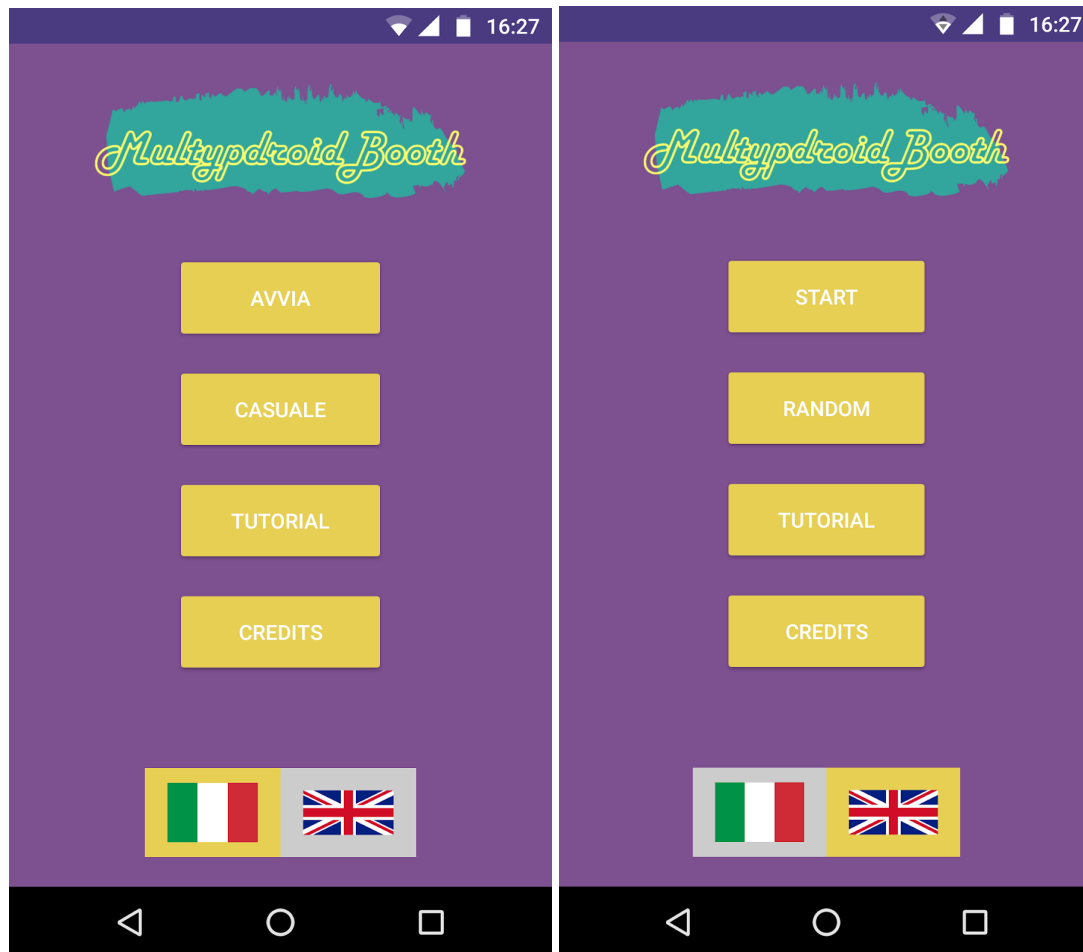 16:27
Multypdroid Booth
AVVIA
CASUALE
TUTORIAL
CREDITS
16:27
Multypdroid Booth
START
RANDOM
TUTORIAL
CREDITS